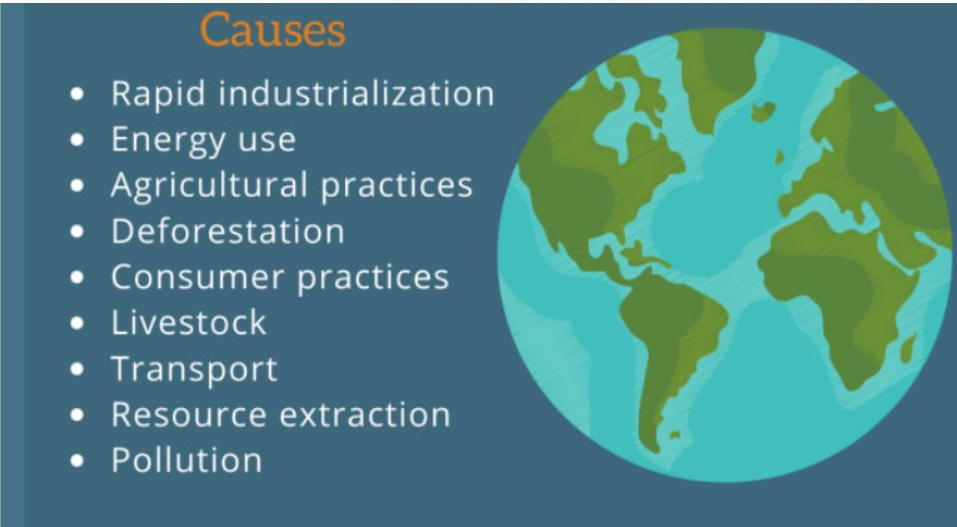 Causes
• Rapid industrialization
• Energy use
• Agricultural practices
• Deforestation
• Consumer practices
• Livestock
• Transport
• Resource extraction
• Pollution